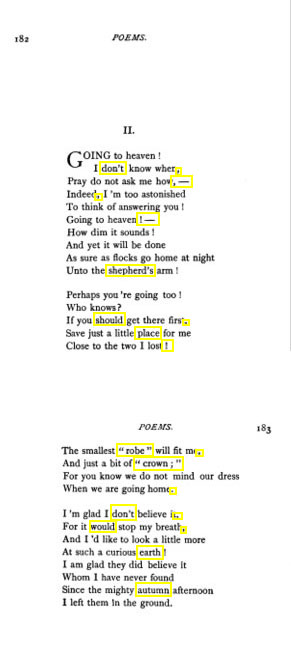 182
POEMS.
II.
GOING to heaven !
I don't know when,
Pray do not ask me how, —
Indeed, I 'm too astonished
To think of answering you !
Going to heaven ! —
How dim it sounds !
And yet it will be done
As sure as flocks go home at night
Unto the shepherd's arm !
Perhaps you 're going too !
Who knows ?
If you should get there first,
Save just a little place for me
Close to the two I lost !
POEMS.
183
The smallest “ robe ” will fit me,
And just a bit of “ crown ; ”
For you know we do not mind our dress
When we are going home.
I 'm glad I don't believe it,
For it would stop my breath,
And I 'd like to look a little more
At such a curious earth !
I am glad they did believe it
Whom I have never found
Since the mighty autumn afternoon
I left them in the ground.